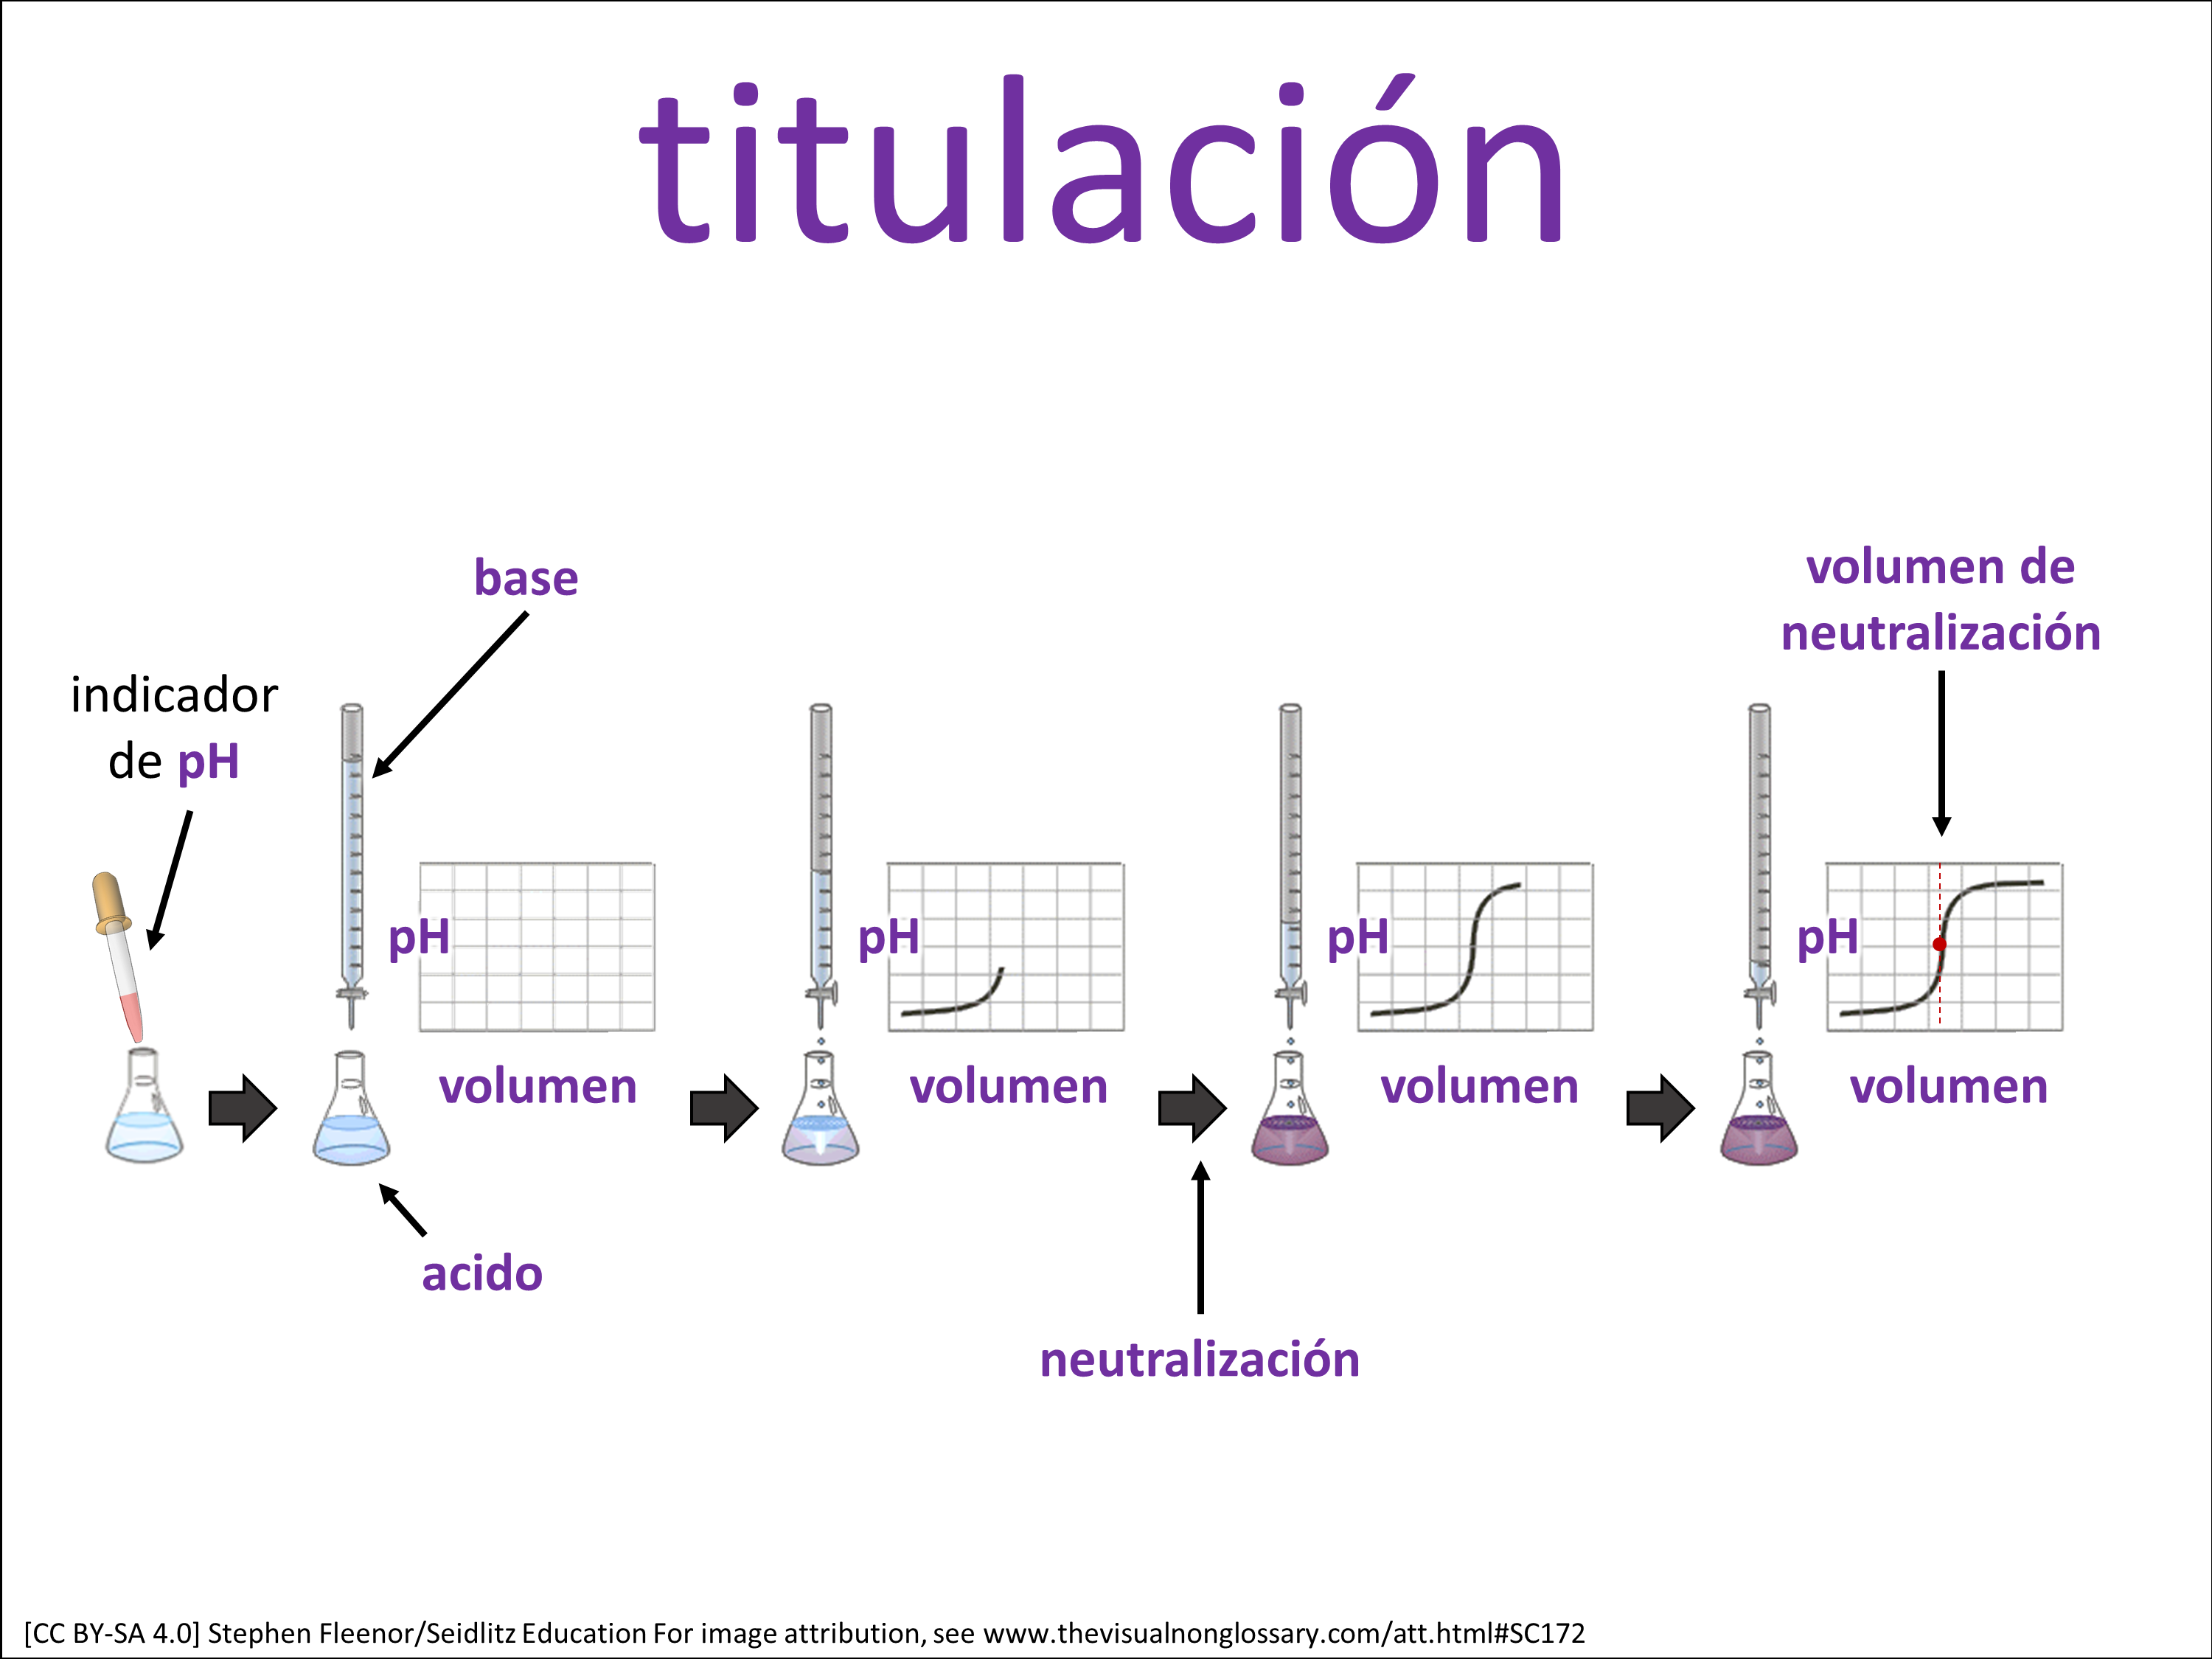 titulación
base
volumen de
neutralización
indicador
de pH
pH
pH
pH
pH
volumen
volumen
volumen
volumen
acido
neutralización
[CC BY-SA 4.0] Stephen Fleenor/Seidlitz Education For image attribution, see www.thevisualnonglossary.com/att.html#SC172